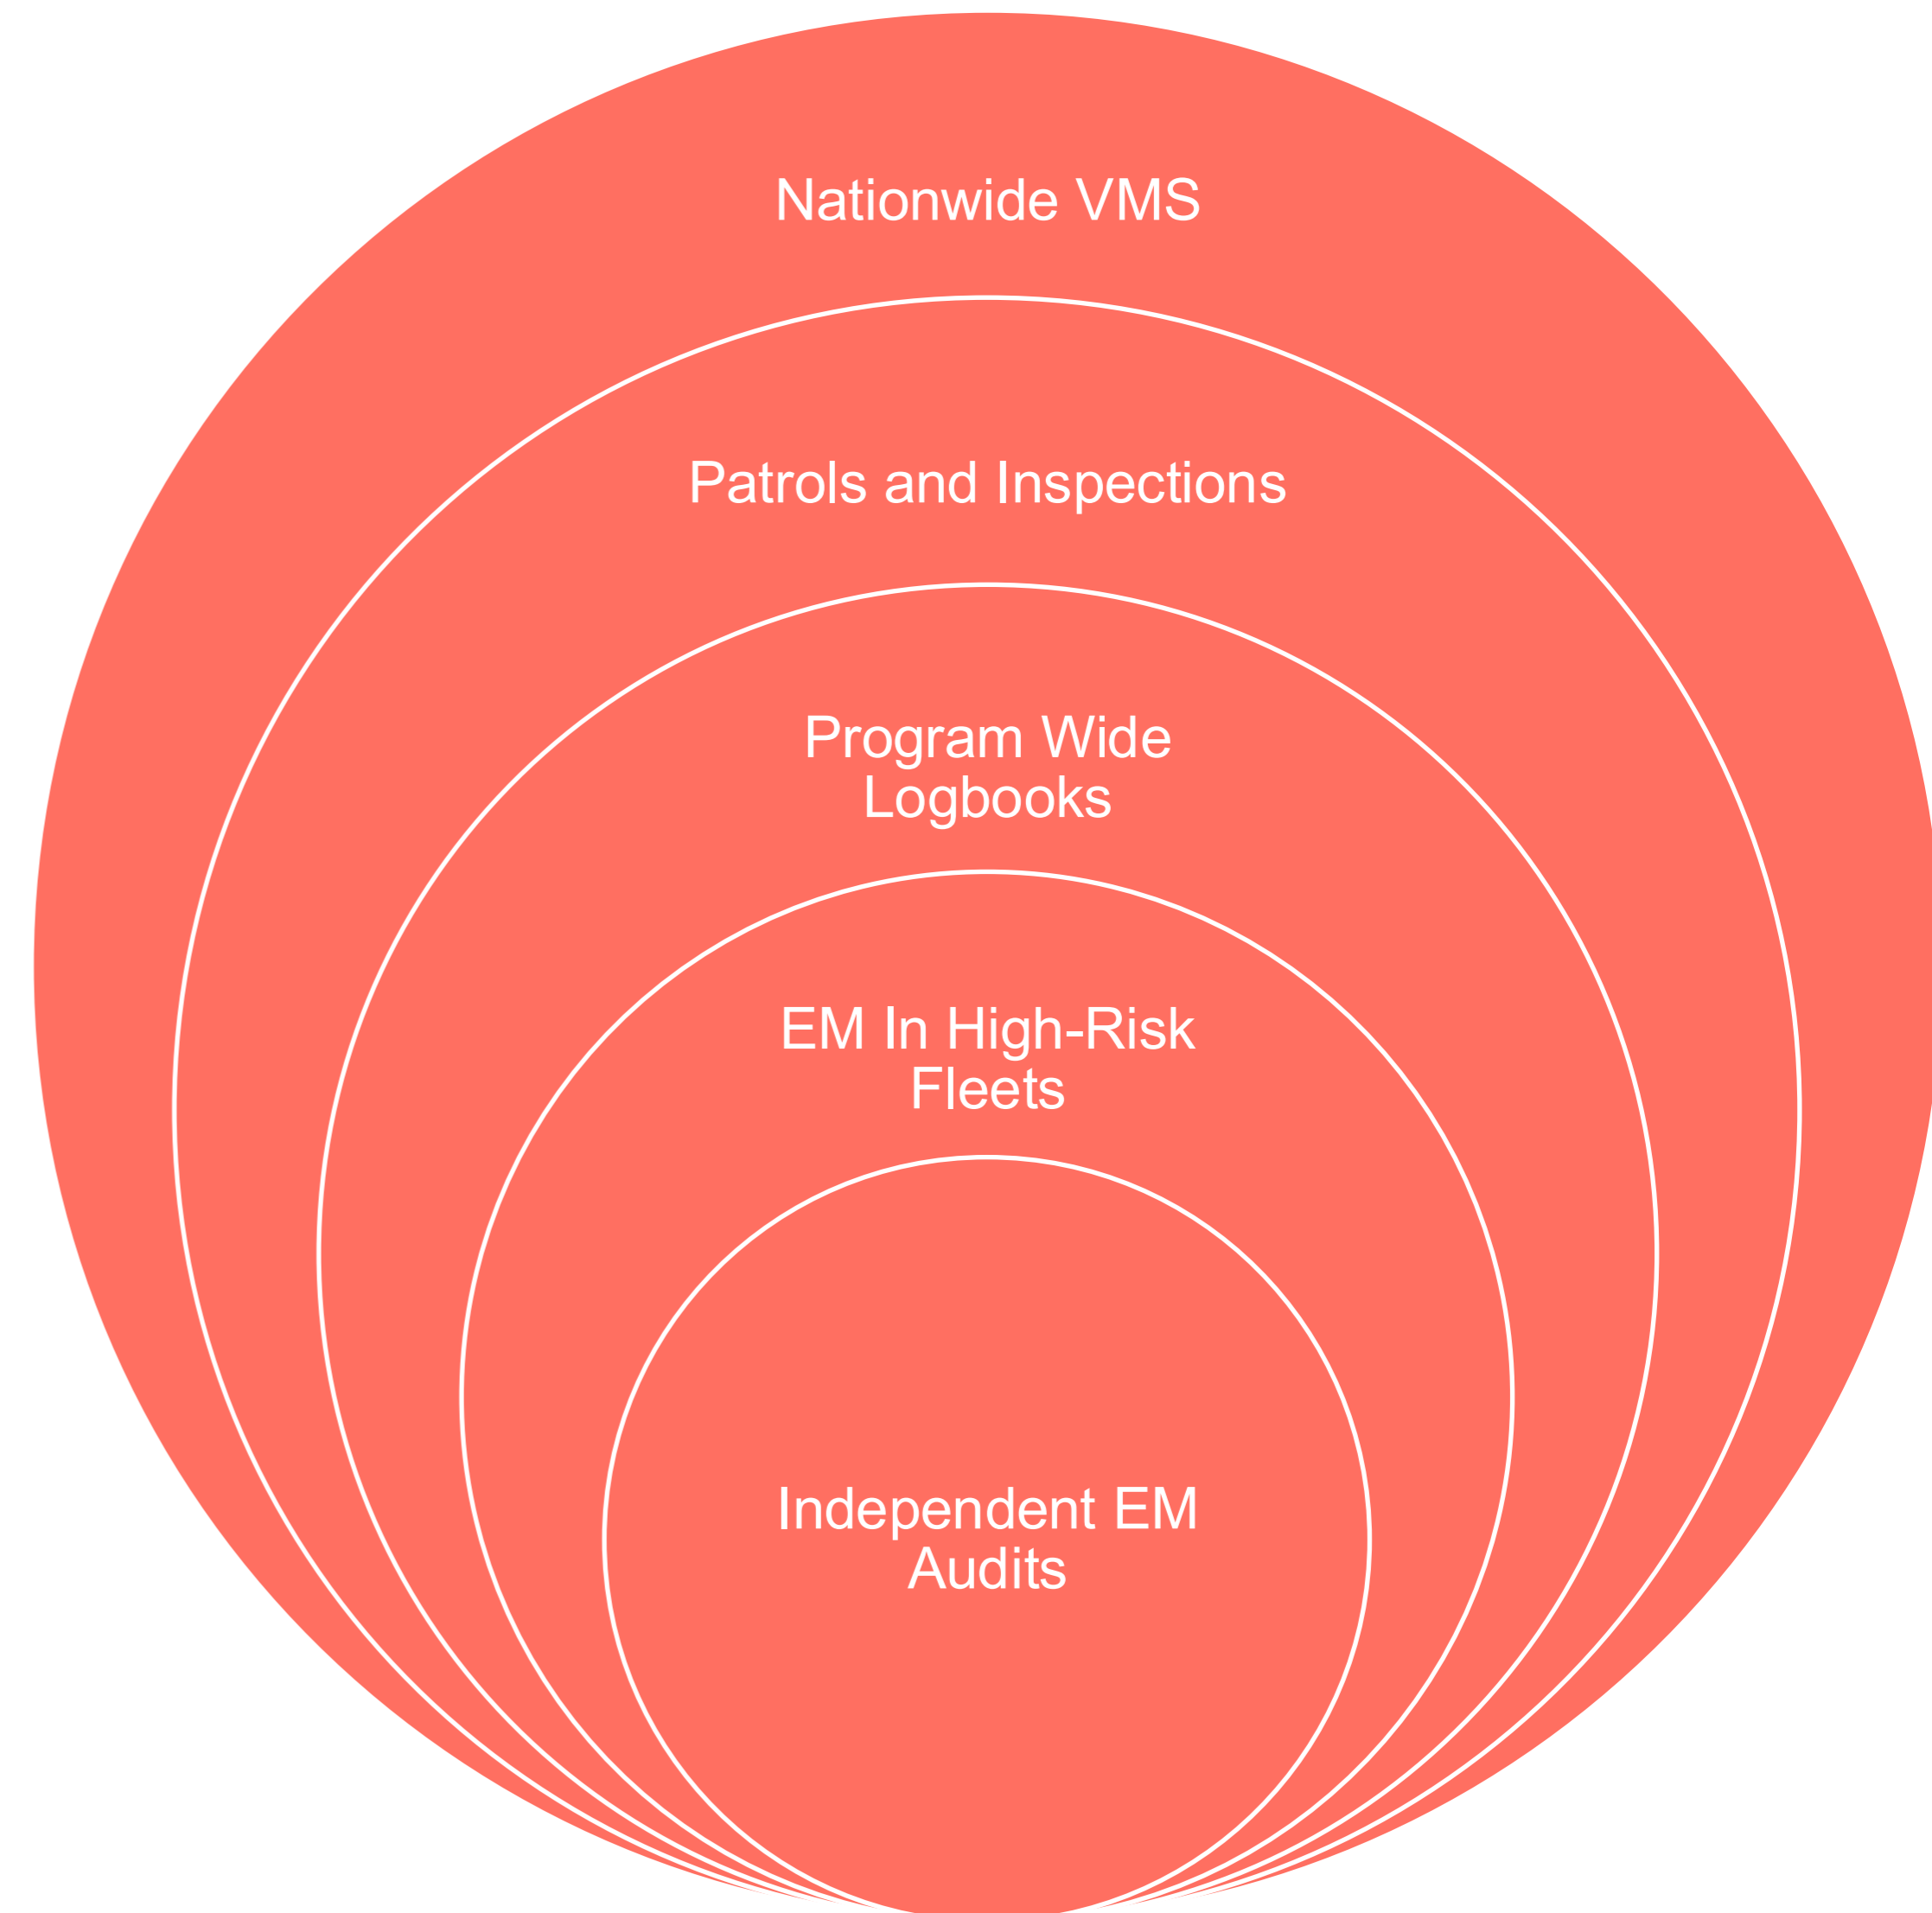 Nationwide VMS
Patrols and Inspections
Program Wide
Logbooks
EM In High-Risk
Fleets
Independent EM
Audits